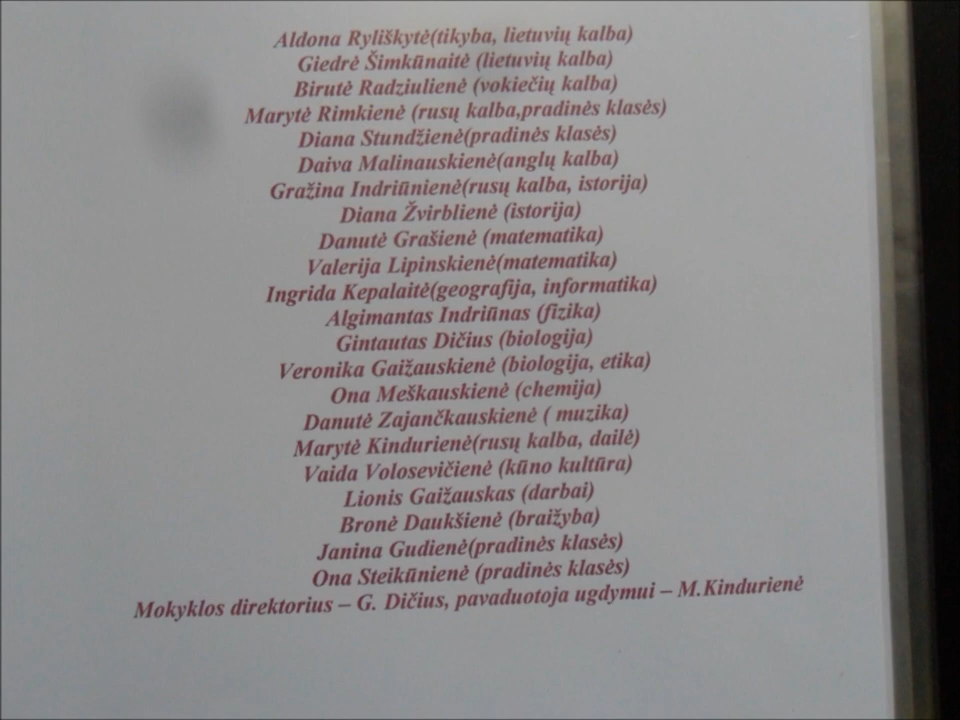 Aldona Ryliškytė(tikyba, lietuvių kalba)
Giedrė Šimkūnaitė (lietuvių kalba)
Birutė Radziulienė (vokiečių kalba)
Marytė Rimkienė (rusų kalba,pradinės klasės)
Diana Stundžienė(pradinės klasės)
Daiva Malinauskienė(anglų kalba)
Gražina Indriūnienė(rusų kalba, istorija)
Diana Žvirblienė (istorija)
Danutė Grašienė (matematika)
Valerija Lipinskienė(matematika)
Ingrida Kepalaitė(geografija, informatika)
Algimantas Indriūnas (fizika)
Gintautas Dičius (biologija)
Veronika Gaižauskienė (biologija, etika)
Ona Meškauskienė (chemija)
Danutė Zajančkauskienė ( muzika)
Marytė Kindurienė(rusų kalba, dailė)
Vaida Volosevičienė (kūno kultūra)
Lionis Gaižauskas (darbai)
Bronė Daukšienė (braižyba)
Janina Gudienė(pradinės klasės)
Ona Steikūnienė (pradinės klasės)
Mokyklos direktorius – G. Dičius, pavaduotoja ugdymui – M.Kindurienė